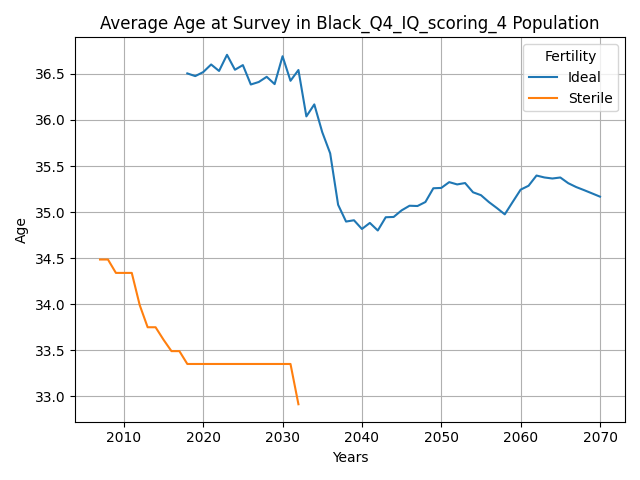 Average Age at Survey in Black_Q4_IQ_scoring_4 Population
Fertility
Ideal
Sterile
Age
36.5
36.0
35.5
35.0
34.5
34.0
33.5
33.0
2010 2020 2030 2040 2050 2060 2070
Years